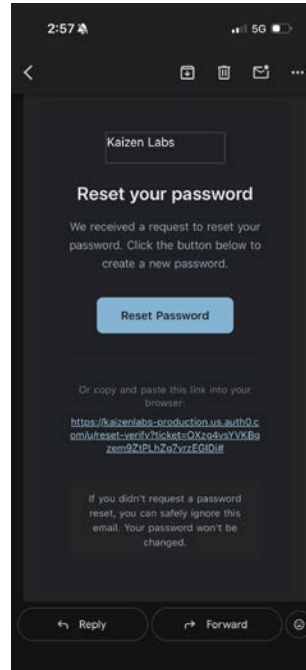 2:57
5G
Kaizen Labs
Reset your password
We received a request to reset your
password. Click the button below to
create a new password.
Reset Password
Or copy and paste this link into your
browser:
https://kaizenlabs-production.us.auth0.c
om/u/reset-verify?ticket=
If you didn't request a password
reset, you can safely ignore this
email. Your password won't be
changed.
Reply
Forward